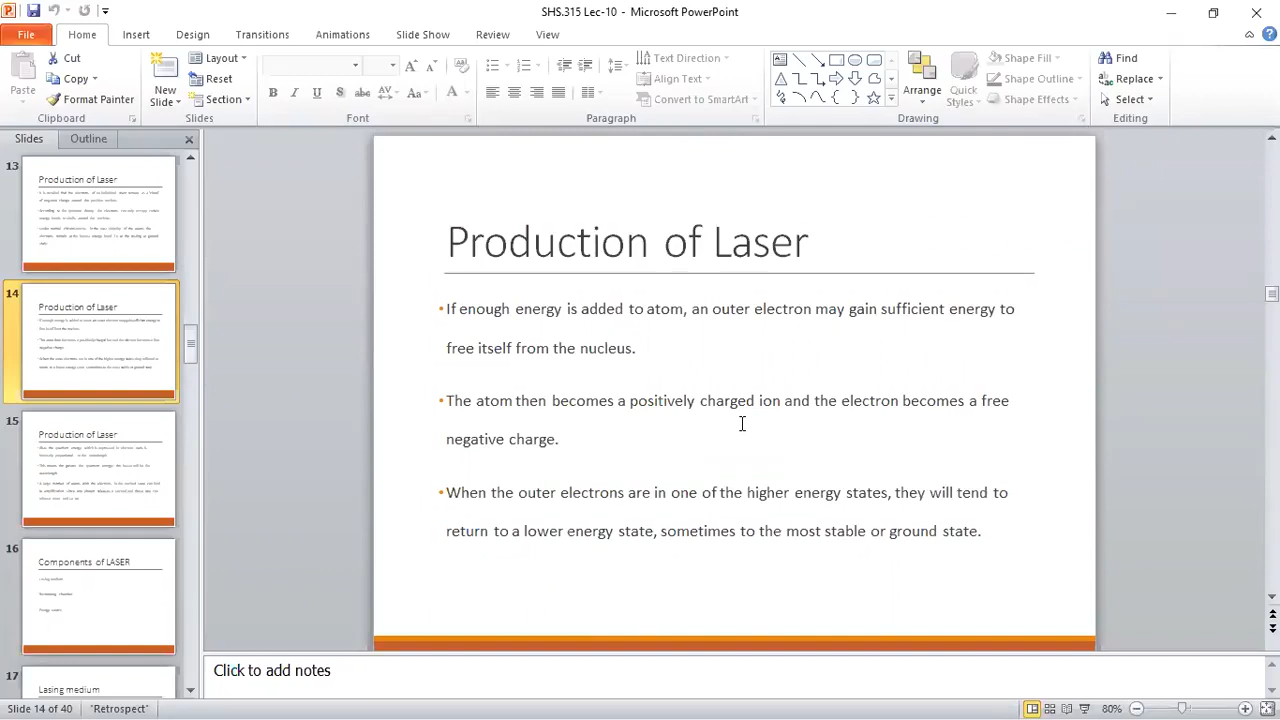 SHS.315 Lec-10 - Microsoft PowerPoint
File Home Insert Design Transitions Animations Slide Show Review View
Paste
Cut
Copy
Format Painter
Clipboard
New Slide
Layout
Reset
Section
Slides
Font
Text Direction
Align Text
Convert to SmartArt
Paragraph
Arrange
Quick Styles
Shape Fill
Shape Outline
Shape Effects
Drawing
Find
Replace
Select
Editing
Slides Outline
13
Production of Laser
14
Production of Laser
15
Production of Laser
16
Components of LASER
17
Lasing medium
Production of Laser
•If enough energy is added to atom, an outer electron may gain sufficient energy to
free itself from the nucleus.
•The atom then becomes a positively charged ion and the electron becomes a free
negative charge.
•When the outer electrons are in one of the higher energy states, they will tend to
return to a lower energy state, sometimes to the most stable or ground state.
Click to add notes
Slide 14 of 40 "Retrospect" 80%